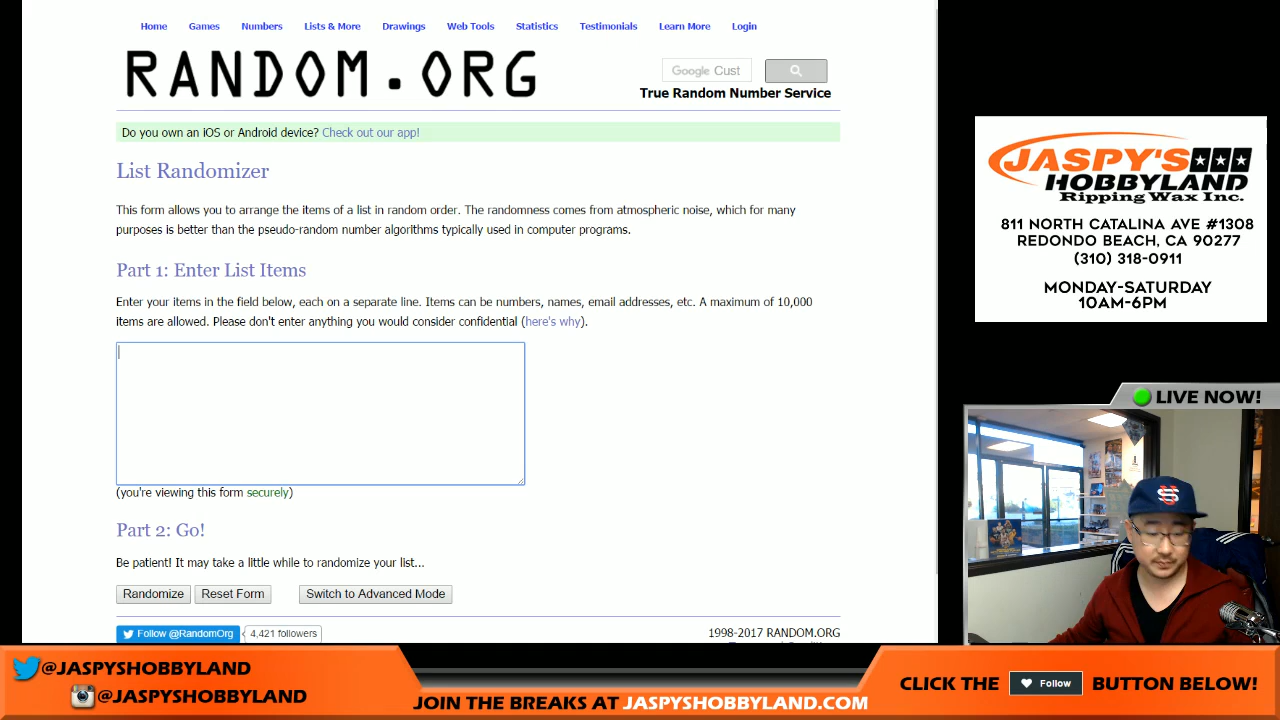 Home Games Numbers Lists & More Drawings Web Tools Statistics Testimonials Learn More Login
RANDOM.ORG
Google Cust
True Random Number Service
Do you own an iOS or Android device? Check out our app!
List Randomizer
This form allows you to arrange the items of a list in random order. The randomness comes from atmospheric noise, which for many
purposes is better than the pseudo-random number algorithms typically used in computer programs.
Part 1: Enter List Items
Enter your items in the field below, each on a separate line. Items can be numbers, names, email addresses, etc. A maximum of 10,000
items are allowed. Please don't enter anything you would consider confidential (here's why).
(you're viewing this form securely)
Part 2: Go!
Be patient! It may take a little while to randomize your list...
Randomize Reset Form Switch to Advanced Mode
Follow @RandomOrg 4,421 followers
1998-2017 RANDOM.ORG
JASPY'S
HOBBYLAND
Ripping Wax Inc.
811 NORTH CATALINA AVE #1308
REDONDO BEACH, CA 90277
(310) 318-0911
MONDAY-SATURDAY
10AM-6PM
LIVE NOW!
@JASPYSHOBBYLAND
@JASPYSHOBBYLAND
JOIN THE BREAKS AT JASPYSHOBBYLAND.COM
CLICK THE Follow BUTTON BELOW!